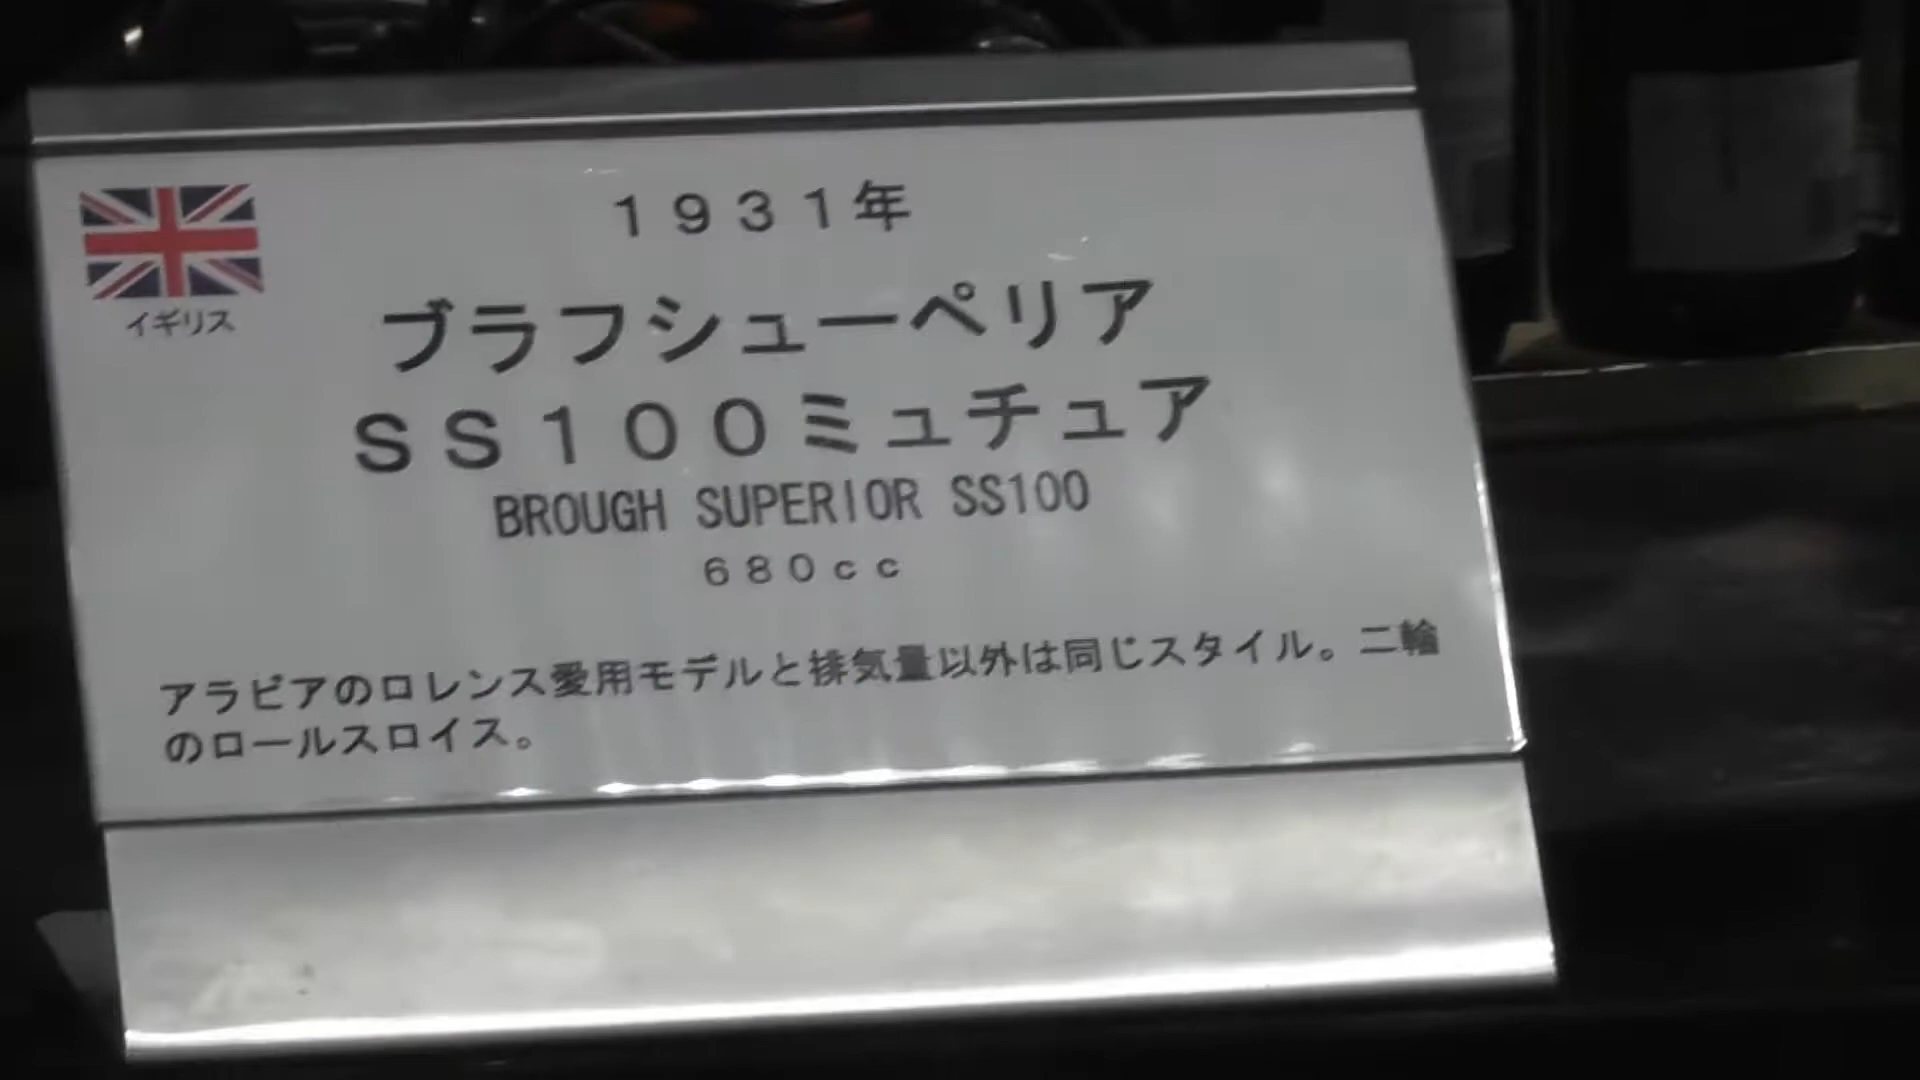 1931年
イギリス
ブラフシューペリア
SS100ミュチュア
BROUGH SUPERIOR SS100
680cc
アラビアのロレンス愛用モデルと排気量以外は同じスタイル。二輪
のロールスロイス。